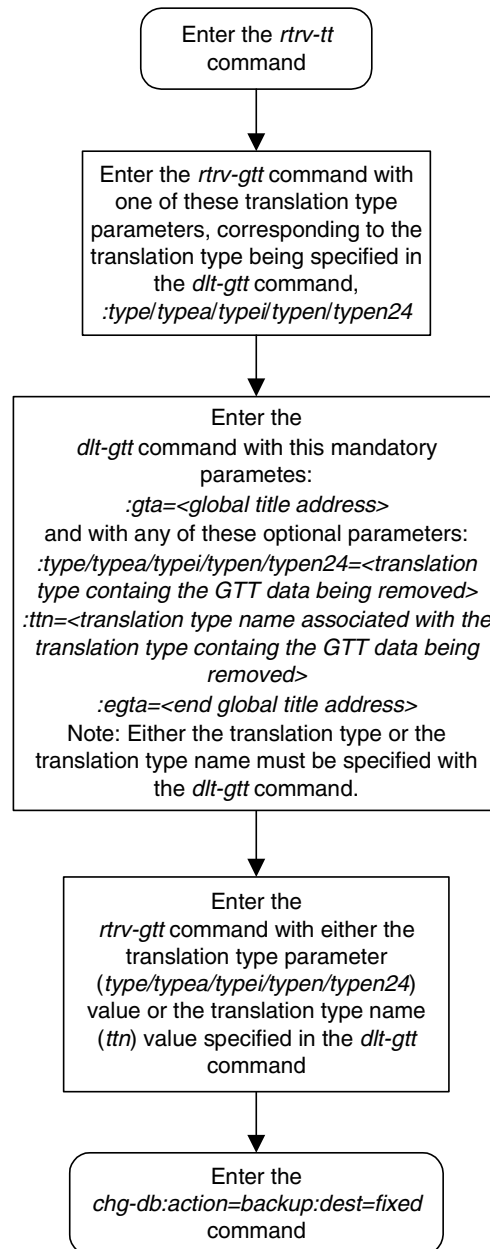 Enter the rtrv-tt
command
Enter the rtrv-gtt command with
one of these translation type
parameters, corresponding to the
translation type being specified in
the dlt-gtt command,
:type/typea/typei/typen/typen24
Enter the
dlt-gtt command with this mandatory
parametes:
:gta=<global title address>
and with any of these optional parameters:
:type/typea/typei/typen/typen24=<translation
type containg the GTT data being removed>
:ttn=<translation type name associated with the
translation type containg the GTT data being
removed>
:egta=<end global title address>
Note: Either the translation type or the
translation type name must be specified with
the dlt-gtt command.
Enter the
rtrv-gtt command with either the
translation type parameter
(type/typea/typei/typen/typen24)
value or the translation type name
(ttn) value specified in the dlt-gtt
command
Enter the
chg-db:action=backup:dest=fixed
command